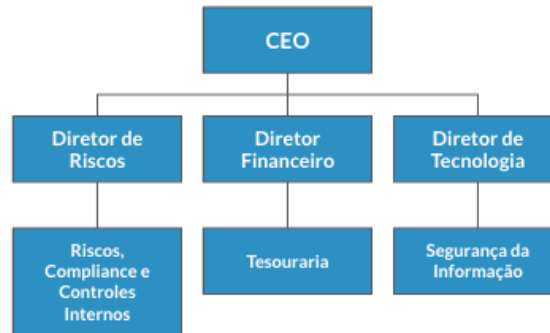 CEO
Diretor de
Riscos
Diretor
Financeiro
Diretor de
Tecnologia
Riscos,
Compliance e
Controles
Internos
Tesouraria
Segurança da
Informação